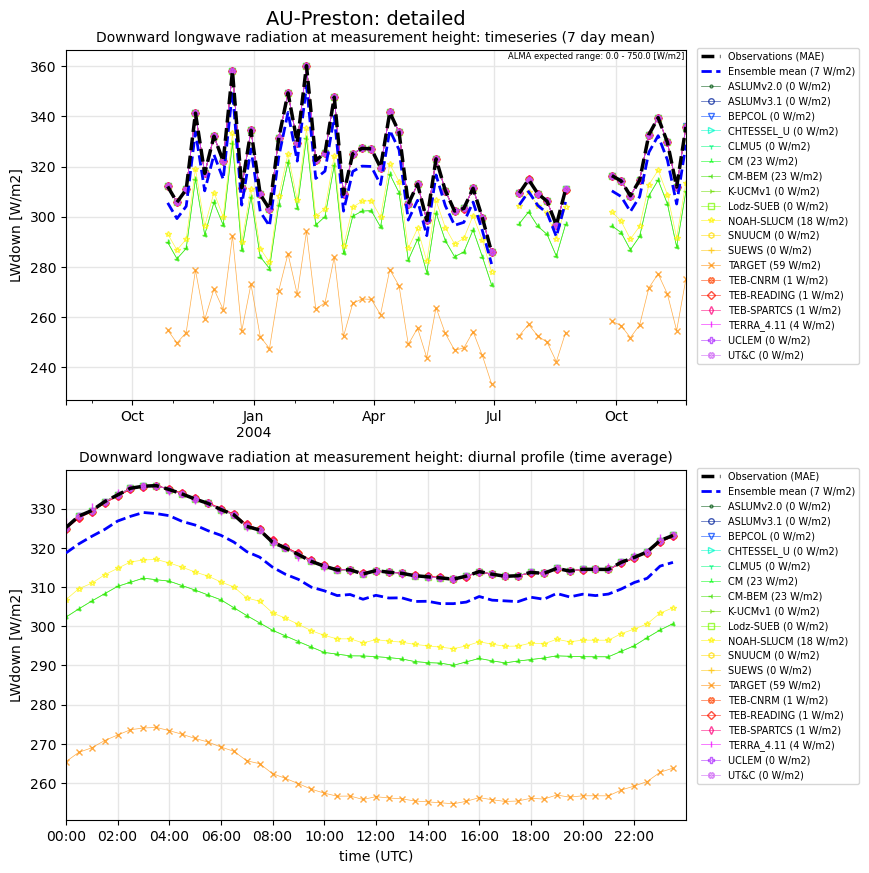 AU-Preston: detailed
Downward longwave radiation at measurement height: timeseries (7 day mean)
ALMA expected range: 0.0 - 750.0 [W/m2]
LWdown [W/m2]
360
340
320
300
280
260
240
Oct
Jan
2004
Apr
Jul
Oct
Observations (MAE)
Ensemble mean (7 W/m2)
ASLUMv2.0 (0 W/m2)
ASLUMv3.1 (0 W/m2)
BEPCOL (0 W/m2)
CHTESSEL_U (0 W/m2)
CLMU5 (0 W/m2)
CM (23 W/m2)
CM-BEM (23 W/m2)
K-UCMv1 (0 W/m2)
Lodz-SUEB (0 W/m2)
NOAH-SLUCM (18 W/m2)
SNUUCM (0 W/m2)
SUEWS (0 W/m2)
TARGET (59 W/m2)
TEB-CNRM (1 W/m2)
TEB-READING (1 W/m2)
TEB-SPARTCS (1 W/m2)
TERRA_4.11 (4 W/m2)
UCLEM (0 W/m2)
UT&C (0 W/m2)
Downward longwave radiation at measurement height: diurnal profile (time average)
LWdown [W/m2]
330
320
310
300
290
280
270
260
00:00
02:00
04:00
06:00
08:00
10:00
12:00
14:00
16:00
18:00
20:00
22:00
time (UTC)
Observation (MAE)
Ensemble mean (7 W/m2)
ASLUMv2.0 (0 W/m2)
ASLUMv3.1 (0 W/m2)
BEPCOL (0 W/m2)
CHTESSEL_U (0 W/m2)
CLMU5 (0 W/m2)
CM (23 W/m2)
CM-BEM (23 W/m2)
K-UCMv1 (0 W/m2)
Lodz-SUEB (0 W/m2)
NOAH-SLUCM (18 W/m2)
SNUUCM (0 W/m2)
SUEWS (0 W/m2)
TARGET (59 W/m2)
TEB-CNRM (1 W/m2)
TEB-READING (1 W/m2)
TEB-SPARTCS (1 W/m2)
TERRA_4.11 (4 W/m2)
UCLEM (0 W/m2)
UT&C (0 W/m2)